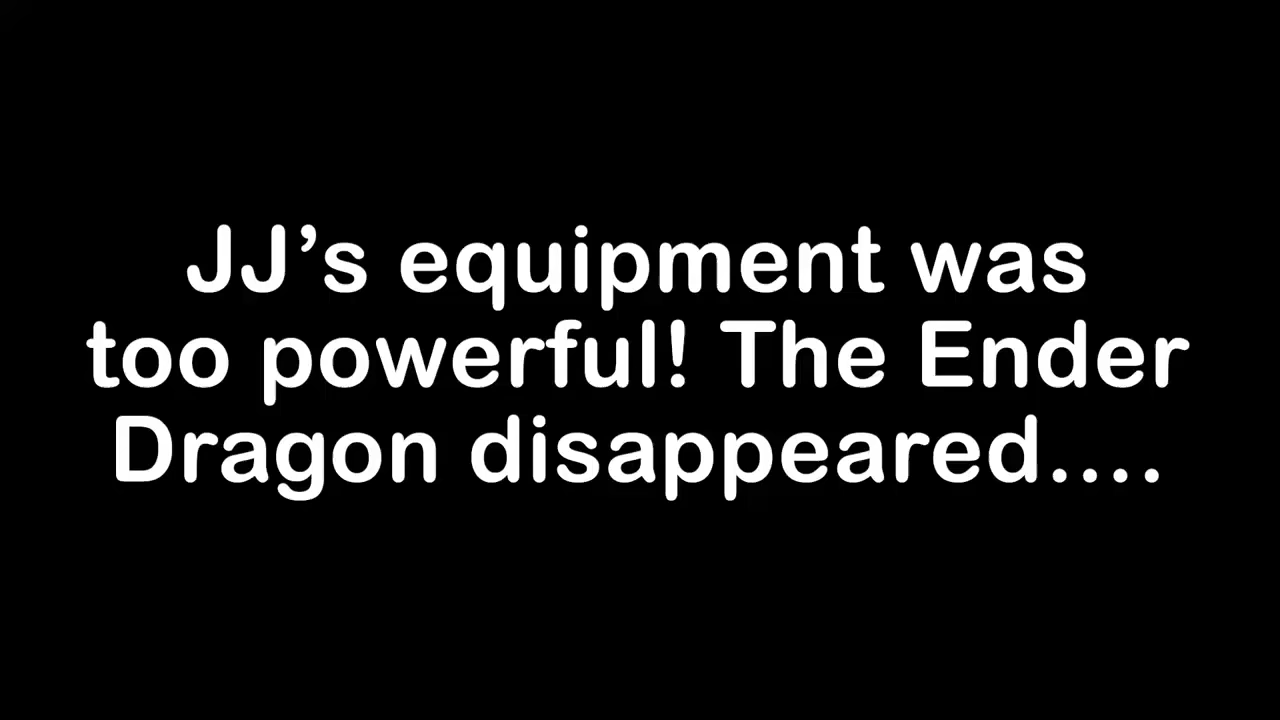 JJ’s equipment was
too powerful! The Ender
Dragon disappeared....